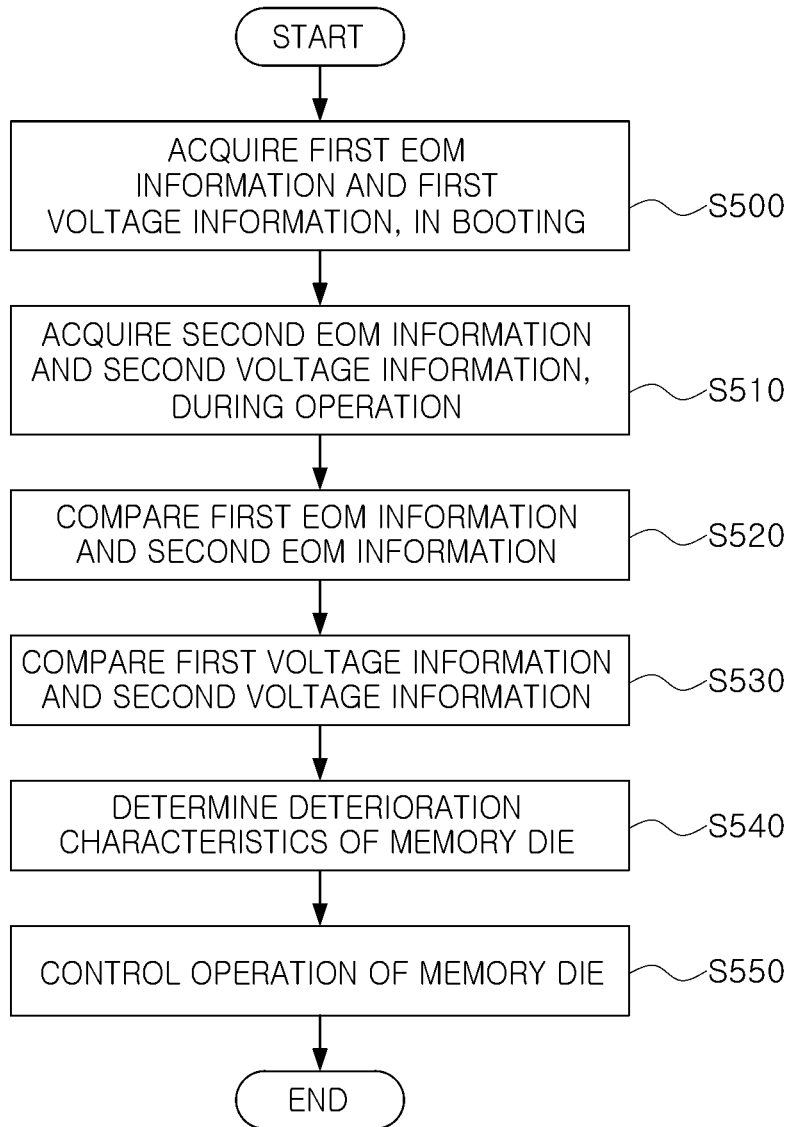 START
ACQUIRE FIRST EOM
INFORMATION AND FIRST
VOLTAGE INFORMATION, IN BOOTING
S500
ACQUIRE SECOND EOM INFORMATION
AND SECOND VOLTAGE INFORMATION,
DURING OPERATION
S510
COMPARE FIRST EOM INFORMATION
AND SECOND EOM INFORMATION
S520
COMPARE FIRST VOLTAGE INFORMATION
AND SECOND VOLTAGE INFORMATION
S530
DETERMINE DETERIORATION
CHARACTERISTICS OF MEMORY DIE
S540
CONTROL OPERATION OF MEMORY DIE
S550
END